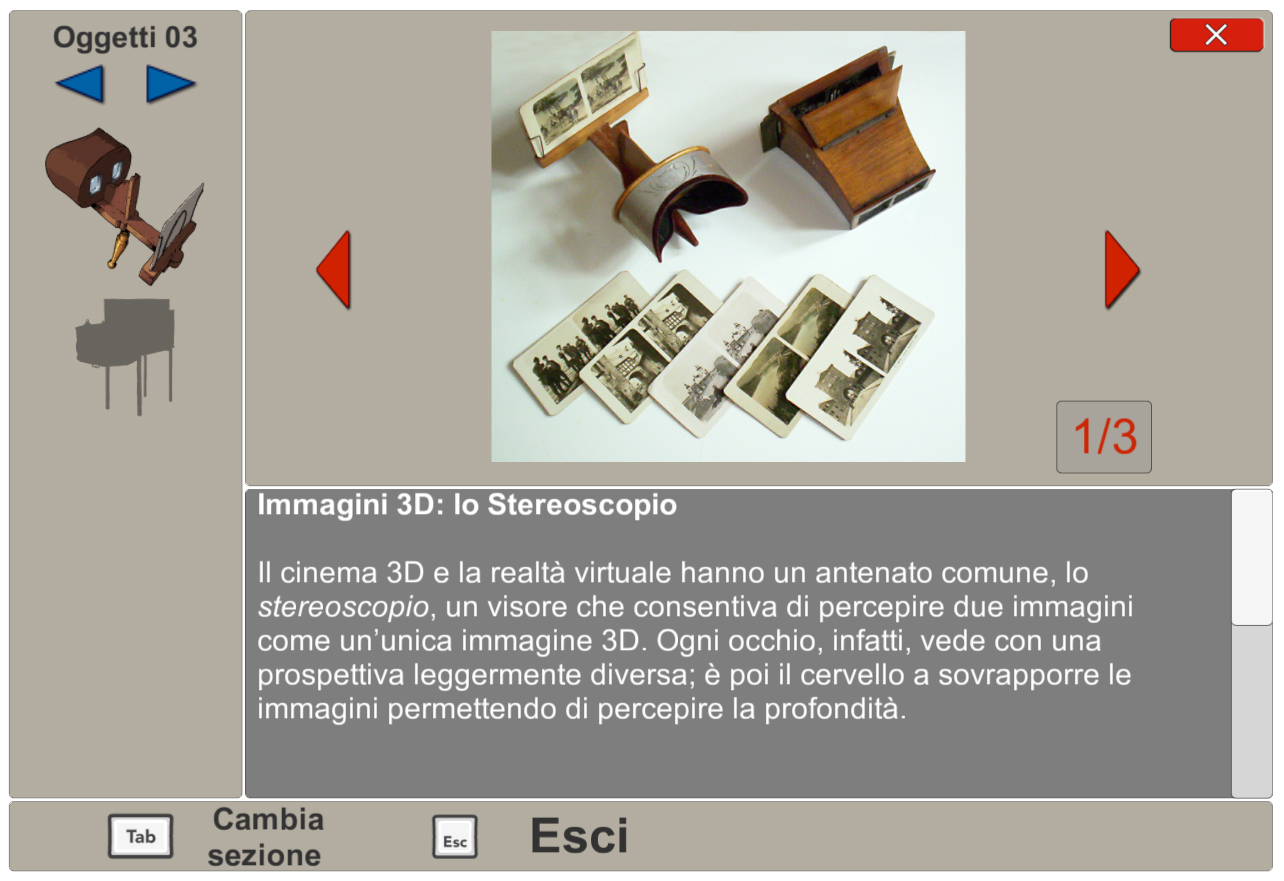 Oggetti 03
1/3
Immagini 3D: lo Stereoscopio
Il cinema 3D e la realtà virtuale hanno un antenato comune, lo
stereoscopio, un visore che consentiva di percepire due immagini
come un’unica immagine 3D. Ogni occhio, infatti, vede con una
prospettiva leggermente diversa; è poi il cervello a sovrapporre le
immagini permettendo di percepire la profondità.
Tab
Cambia
sezione
Esc
Esci